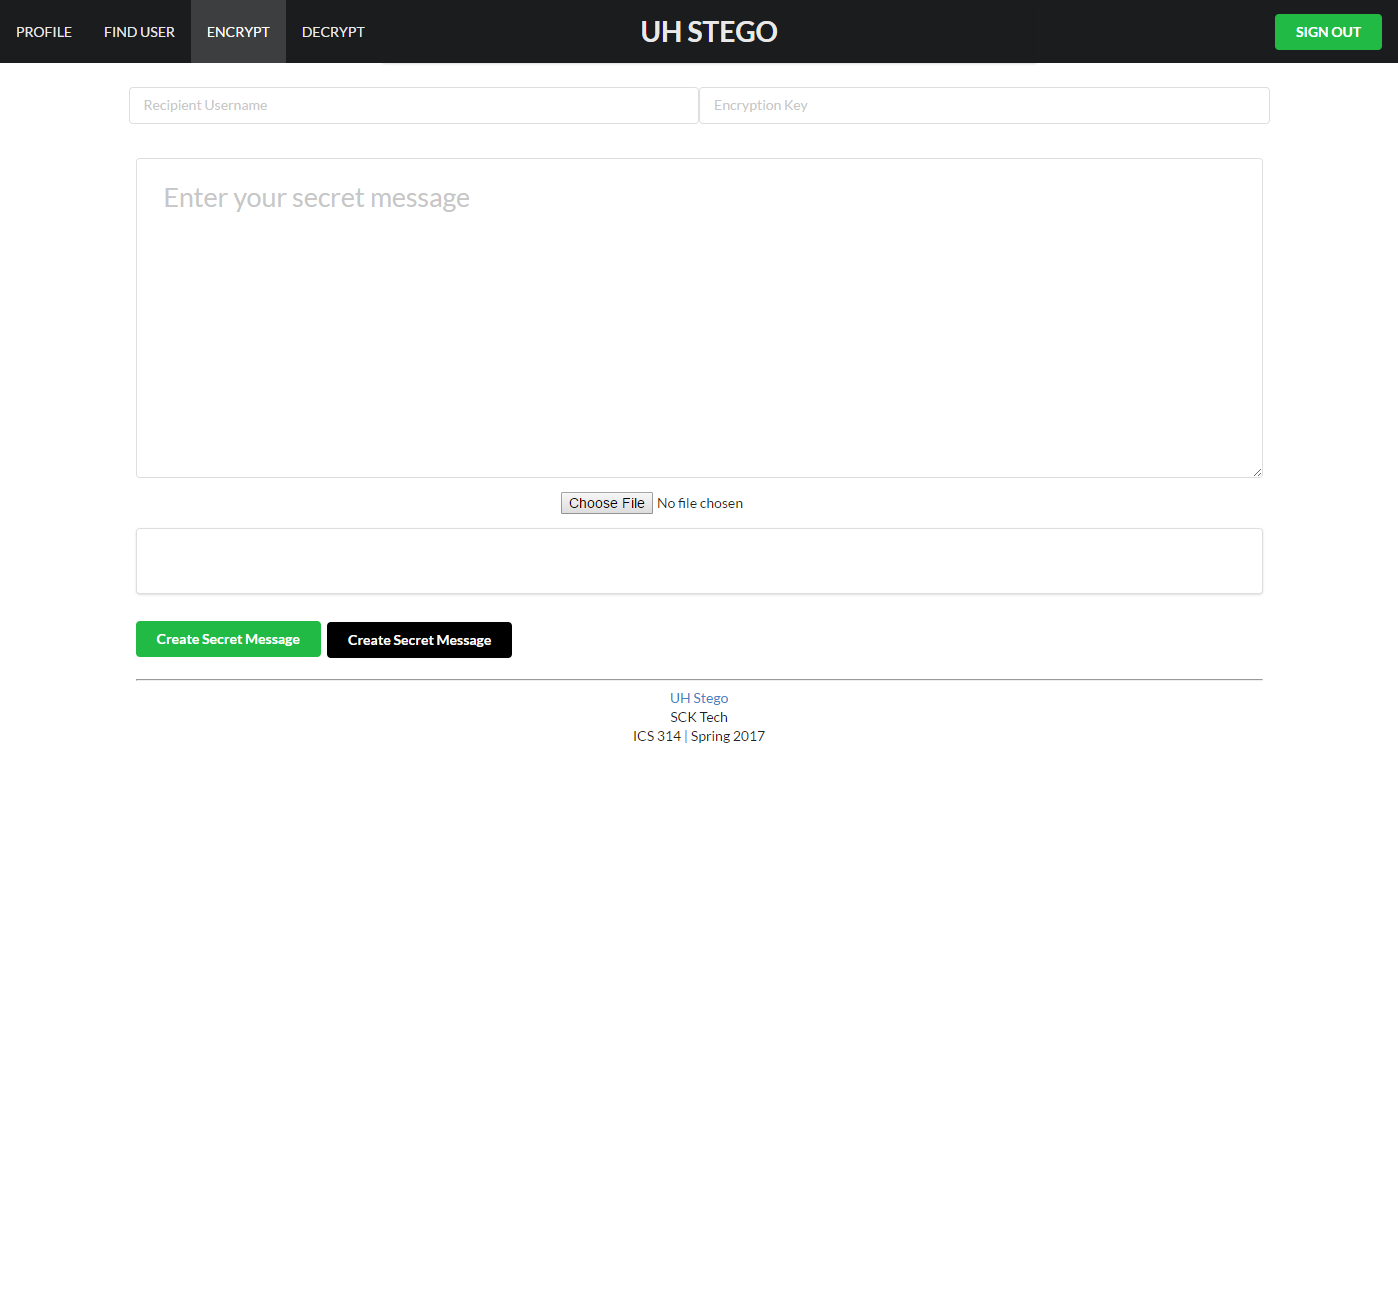 PROFILE FIND USER ENCRYPT DECRYPT UH STEGO SIGN OUT
Recipient Username Encryption Key
Enter your secret message
Choose File No file chosen
Create Secret Message Create Secret Message
UH Stego
SCK Tech
ICS 314 | Spring 2017